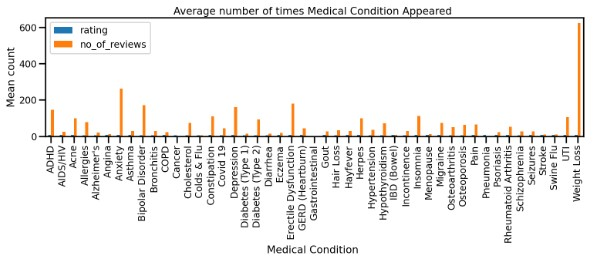 Average number of times Medical Condition Appeared
rating
no_of_reviews
Mean count
600
400
200
0
ADHD
AIDS/HIV
Acne
Allergies
Alzheimer's
Angina
Anxiety
Asthma
Bipolar Disorder
Bronchitis
COPD
Cancer
Cholesterol
Colds & Flu
Constipation
Covid 19
Depression
Diabetes (Type 1)
Diabetes (Type 2)
Diarrhea
Eczema
Erectile Dysfunction
GERD (Heartburn)
Gastrointestinal
Gout
Hair Loss
Hayfever
Herpes
Hypertension
Hypothyroidism
IBD (Bowel)
Incontinence
Insomnia
Menopause
Migraine
Osteoarthritis
Osteoporosis
Pain
Pneumonia
Psoriasis
Rheumatoid Arthritis
Schizophrenia
Seizures
Stroke
Swine Flu
UTI
Weight Loss
Medical Condition